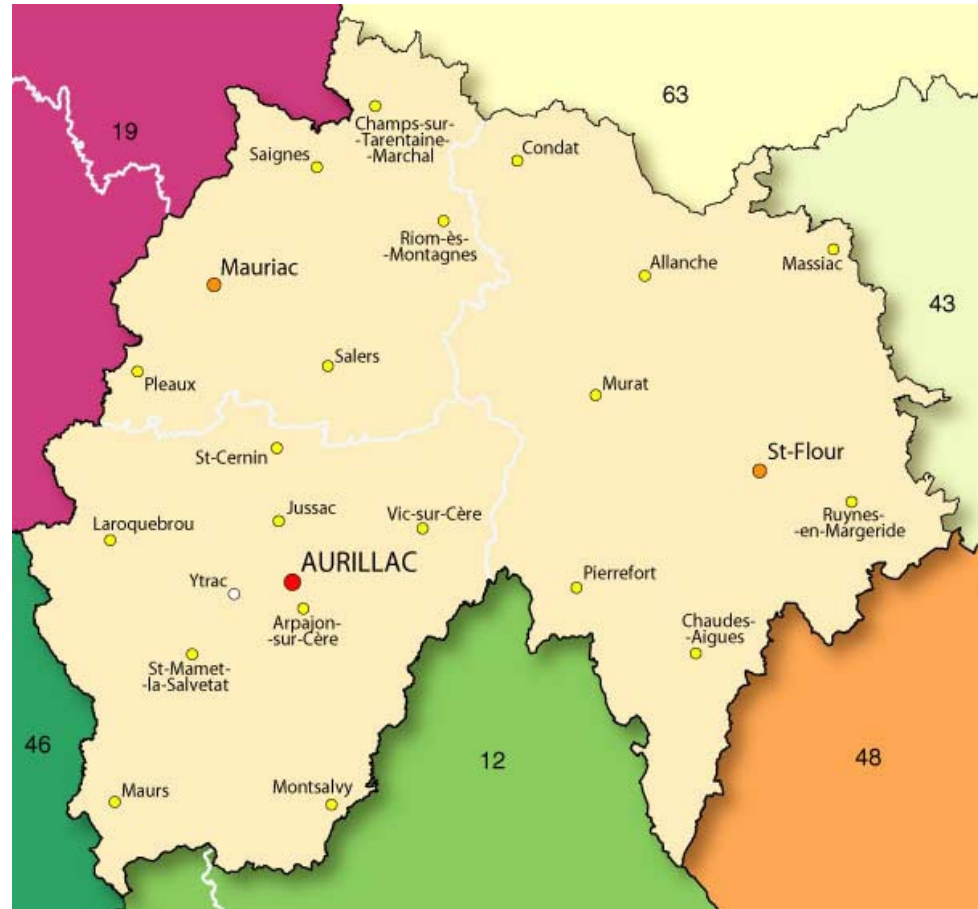 63
19
Champs-sur-
-Tarentaine-
-Marchal
Condat
Saignes
Riom-ès-
-Montagnes
Mauriac
Allanche
Massiac
43
Salers
Pleaux
Murat
St-Cernin
St-Flour
Jussac
Vic-sur-Cère
Laroquebrou
Ruynes-
-en-Margeride
AURILLAC
Ytrac
Pierrefort
Arpajon-
-sur-Cère
Chaudes-
-Aigues
St-Mamet-
-la-Salvetat
46
12
48
Maurs
Montsalvy